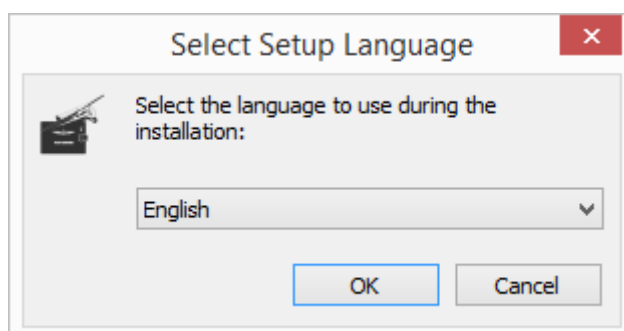 Select Setup Language
Select the language to use during the
installation:
English
OK
Cancel